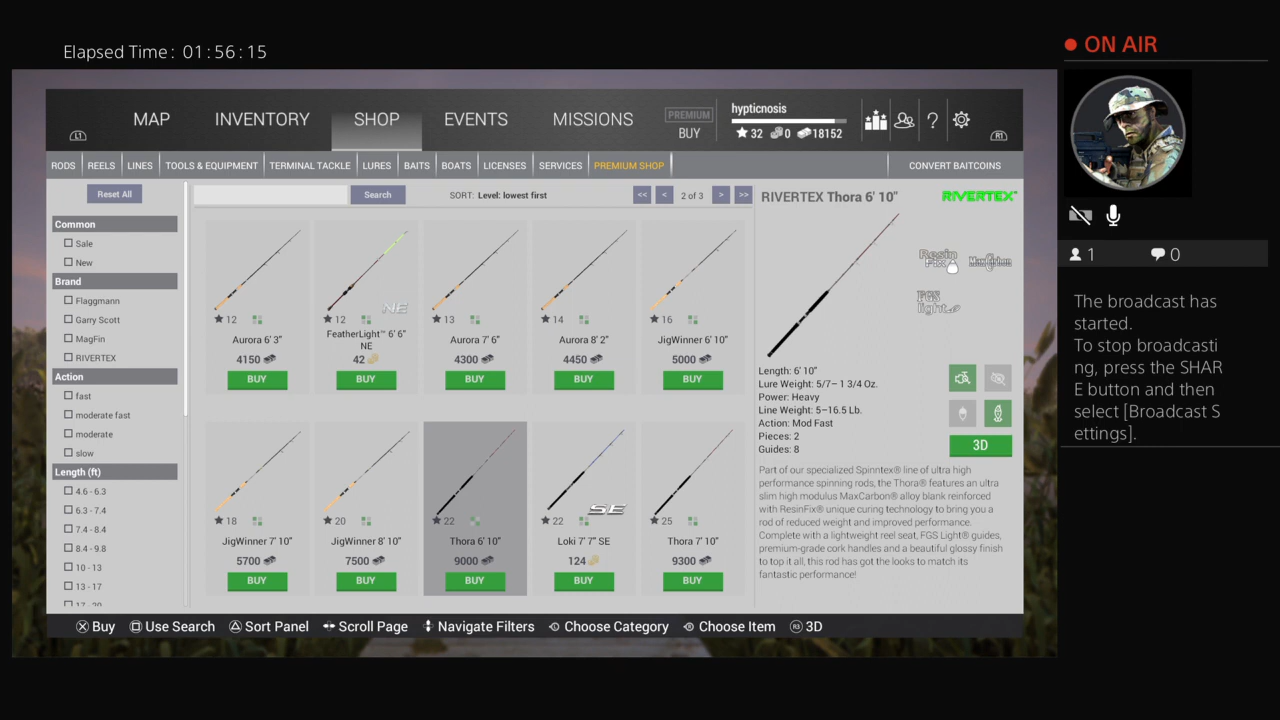 Elapsed Time: 01:56:15
ON AIR
L1
MAP
INVENTORY
SHOP
EVENTS
MISSIONS
PREMIUM
BUY
hypticnosis
32 0 18152
?
R1
RODS
REELS
LINES
TOOLS & EQUIPMENT
TERMINAL TACKLE
LURES
BAITS
BOATS
LICENSES
SERVICES
PREMIUM SHOP
CONVERT BAITCOINS
Reset All
Search
SORT: Level: lowest first
<< < 2 of 3 > >>
Common
Sale
New
Brand
Flaggmann
Garry Scott
MagFin
RIVERTEX
Action
fast
moderate fast
moderate
slow
Length (ft)
4.6 - 6.3
6.3 - 7.4
7.4 - 8.4
8.4 - 9.8
10 - 13
13 - 17
17 - 20
12
Aurora 6' 3"
4150
BUY
NE
12
FeatherLight™ 6' 6"
NE
42
BUY
13
Aurora 7' 6"
4300
BUY
14
Aurora 8' 2"
4450
BUY
16
JigWinner 6' 10"
5000
BUY
18
JigWinner 7' 10"
5700
BUY
20
JigWinner 8' 10"
7500
BUY
22
Thora 6' 10"
9000
BUY
SE
22
Loki 7' 7" SE
124
BUY
25
Thora 7' 10"
9300
BUY
RIVERTEX Thora 6' 10"
RIVERTEX
Resin
Fix
MaxCarbon
FGS
light
Length: 6' 10"
Lure Weight: 5/7– 1 3/4 Oz.
Power: Heavy
Line Weight: 5–16.5 Lb.
Action: Mod Fast
Pieces: 2
Guides: 8
3D
Part of our specialized Spinntex® line of ultra high
performance spinning rods, the Thora® features an ultra
slim high modulus MaxCarbon® alloy blank reinforced
with ResinFix® unique curing technology to bring you a
rod of reduced weight and improved performance.
Complete with a lightweight reel seat, FGS Light® guides,
premium-grade cork handles and a beautiful glossy finish
to top it all, this rod has got the looks to match its
fantastic performance!
Buy
Use Search
Sort Panel
Scroll Page
Navigate Filters
L Choose Category
R Choose Item
R3 3D
1
0
The broadcast has
started.
To stop broadcasti
ng, press the SHAR
E button and then
select [Broadcast S
ettings].